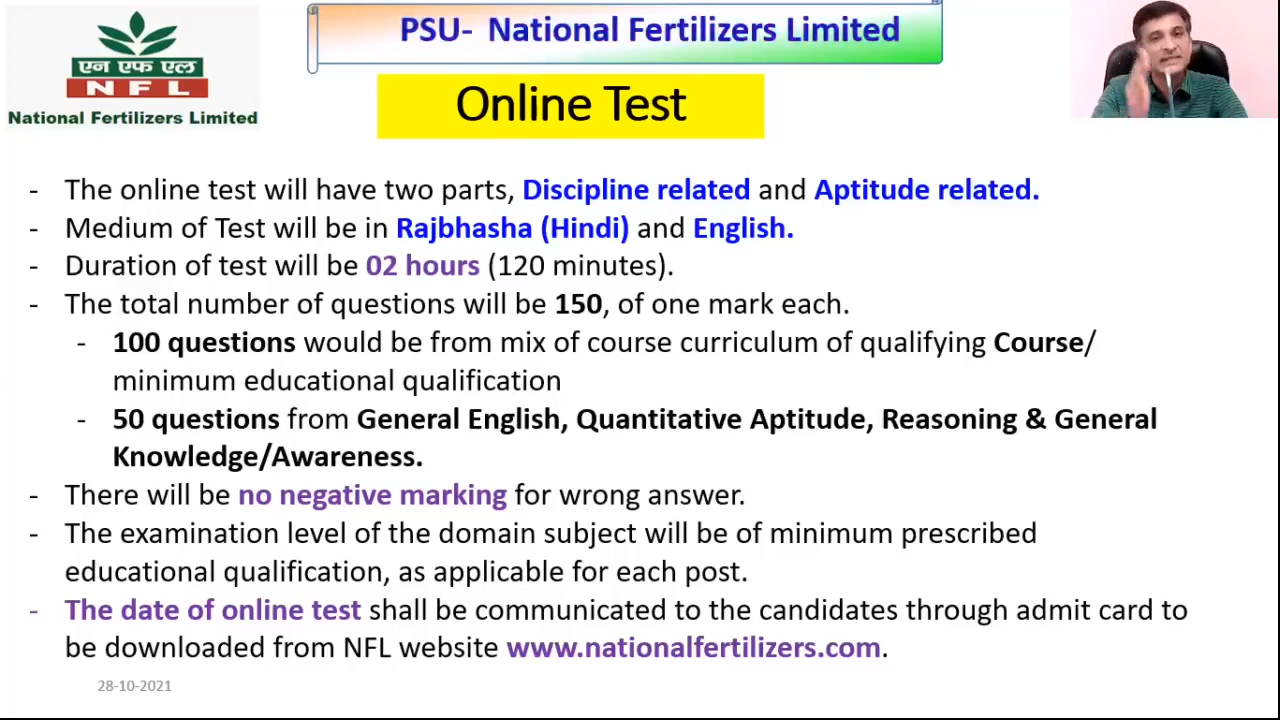 एन एफ एल
NFL
National Fertilizers Limited
PSU- National Fertilizers Limited
Online Test
- The online test will have two parts, Discipline related and Aptitude related.
- Medium of Test will be in Rajbhasha (Hindi) and English.
- Duration of test will be 02 hours (120 minutes).
- The total number of questions will be 150, of one mark each.
- 100 questions would be from mix of course curriculum of qualifying Course/
minimum educational qualification
- 50 questions from General English, Quantitative Aptitude, Reasoning & General
Knowledge/Awareness.
- There will be no negative marking for wrong answer.
- The examination level of the domain subject will be of minimum prescribed
educational qualification, as applicable for each post.
- The date of online test shall be communicated to the candidates through admit card to
be downloaded from NFL website www.nationalfertilizers.com.
28-10-2021